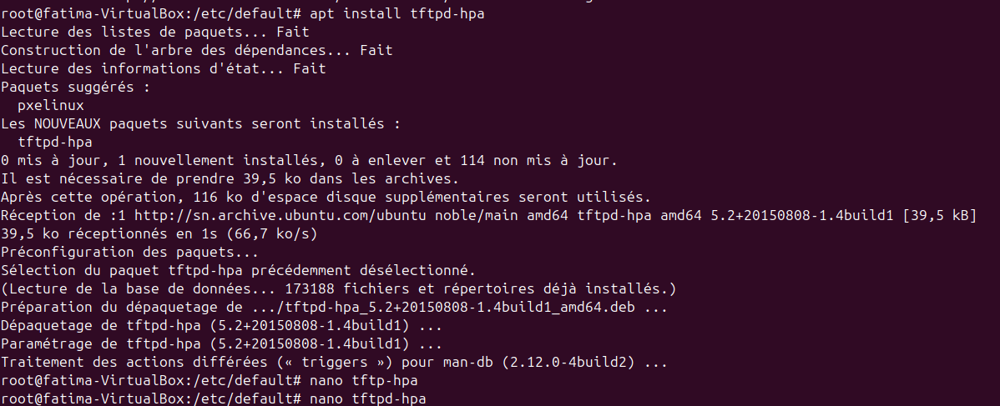 root@fatima-VirtualBox:/etc/default# apt install tftpd-hpa
Lecture des listes de paquets... Fait
Construction de l'arbre des dépendances... Fait
Lecture des informations d'état... Fait
Paquets suggérés :
  pxelinux
Les NOUVEAUX paquets suivants seront installés :
  tftpd-hpa
0 mis à jour, 1 nouvellement installés, 0 à enlever et 114 non mis à jour.
Il est nécessaire de prendre 39,5 ko dans les archives.
Après cette opération, 116 ko d'espace disque supplémentaires seront utilisés.
Réception de :1 http://sn.archive.ubuntu.com/ubuntu noble/main amd64 tftpd-hpa amd64 5.2+20150808-1.4build1 [39,5 kB]
39,5 ko réceptionnés en 1s (66,7 ko/s)
Préconfiguration des paquets...
Sélection du paquet tftpd-hpa précédemment désélectionné.
(Lecture de la base de données... 173188 fichiers et répertoires déjà installés.)
Préparation du dépaquetage de .../tftpd-hpa_5.2+20150808-1.4build1_amd64.deb ...
Dépaquetage de tftpd-hpa (5.2+20150808-1.4build1) ...
Paramétrage de tftpd-hpa (5.2+20150808-1.4build1) ...
Traitement des actions différées (« triggers ») pour man-db (2.12.0-4build2) ...
root@fatima-VirtualBox:/etc/default# nano tftp-hpa
root@fatima-VirtualBox:/etc/default# nano tftpd-hpa